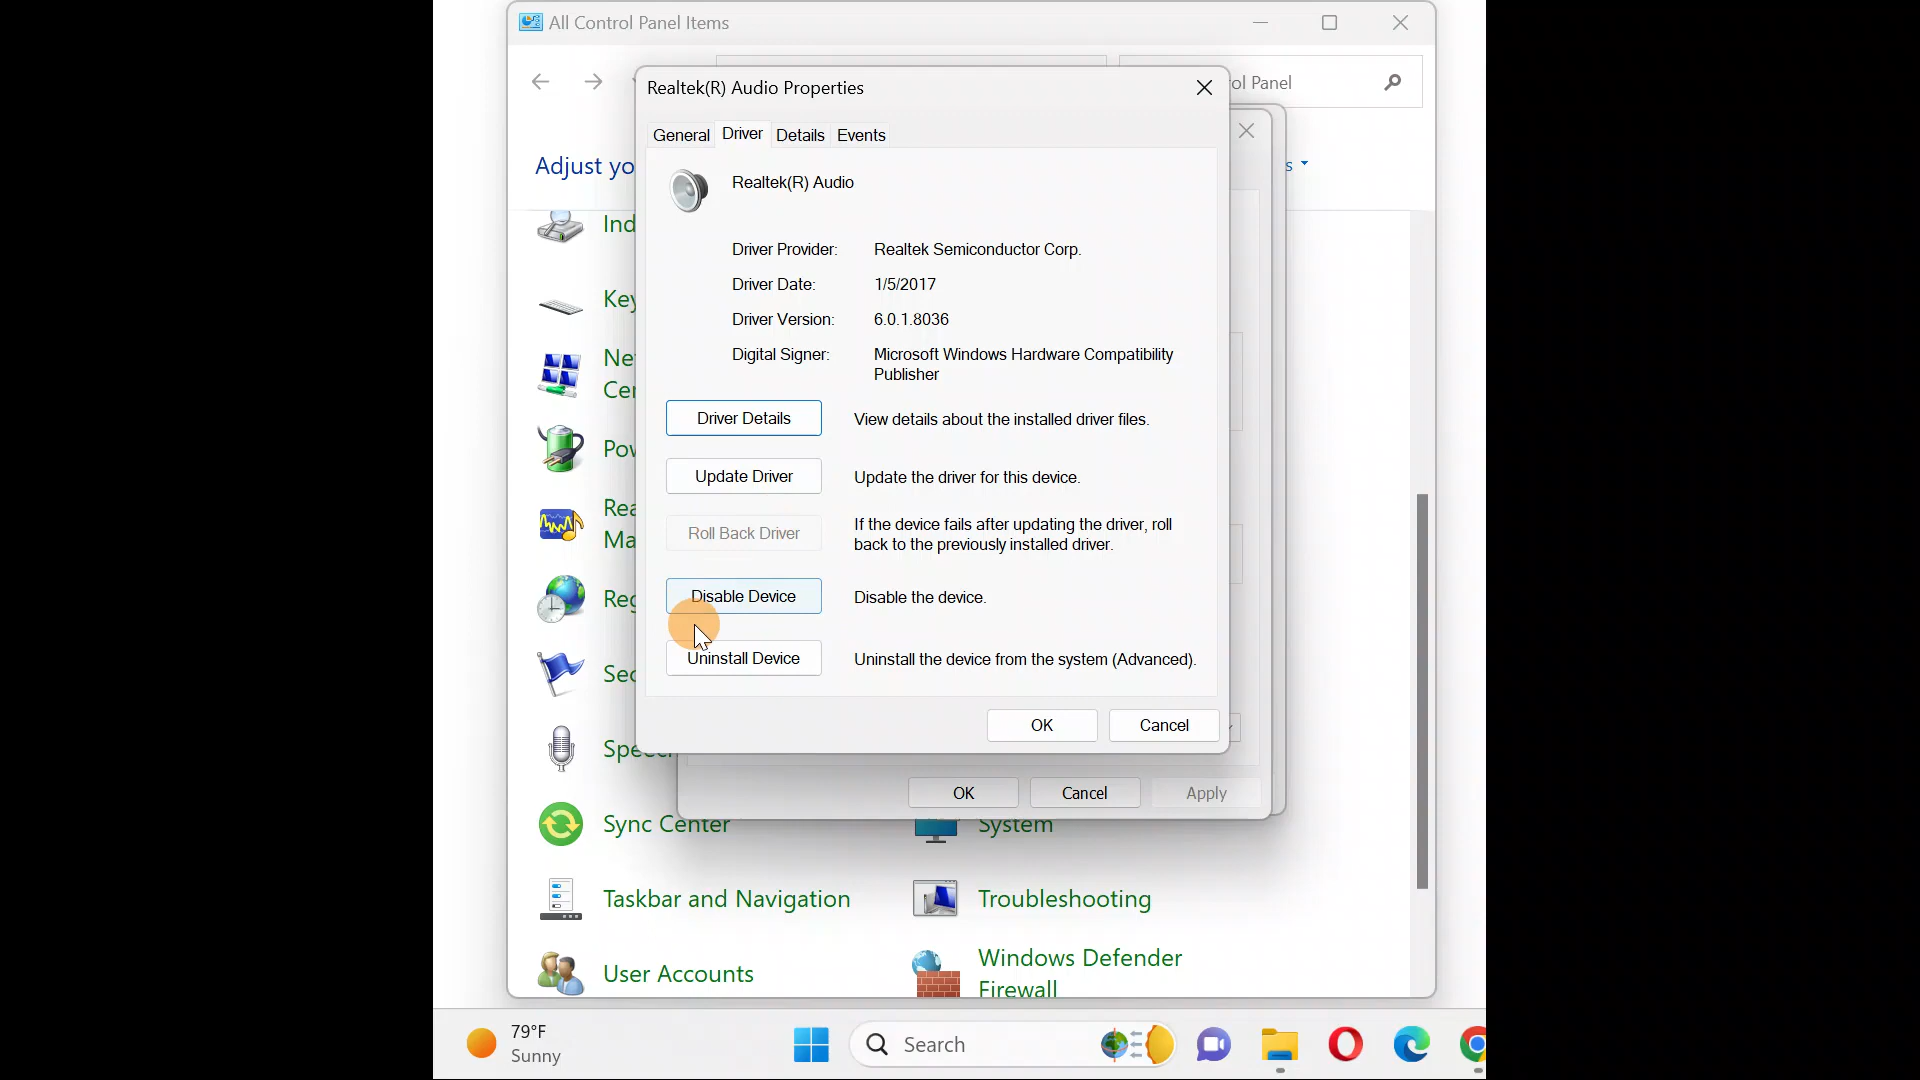 All Control Panel Items
ol Panel
Realtek(R) Audio Properties
General Driver Details Events
Adjust yo
s
Realtek(R) Audio
Driver Provider: Realtek Semiconductor Corp.
Driver Date: 1/5/2017
Driver Version: 6.0.1.8036
Digital Signer: Microsoft Windows Hardware Compatibility
Publisher
Driver Details View details about the installed driver files.
Update Driver Update the driver for this device.
Roll Back Driver If the device fails after updating the driver, roll
back to the previously installed driver.
Disable Device Disable the device.
Uninstall Device Uninstall the device from the system (Advanced).
OK Cancel
OK Cancel Apply
Ind
Key
Net
Cen
Pow
Rea
Ma
Reg
Sec
Speech
Sync Center
System
Taskbar and Navigation
Troubleshooting
User Accounts
Windows Defender
Firewall
79°F
Sunny
Search